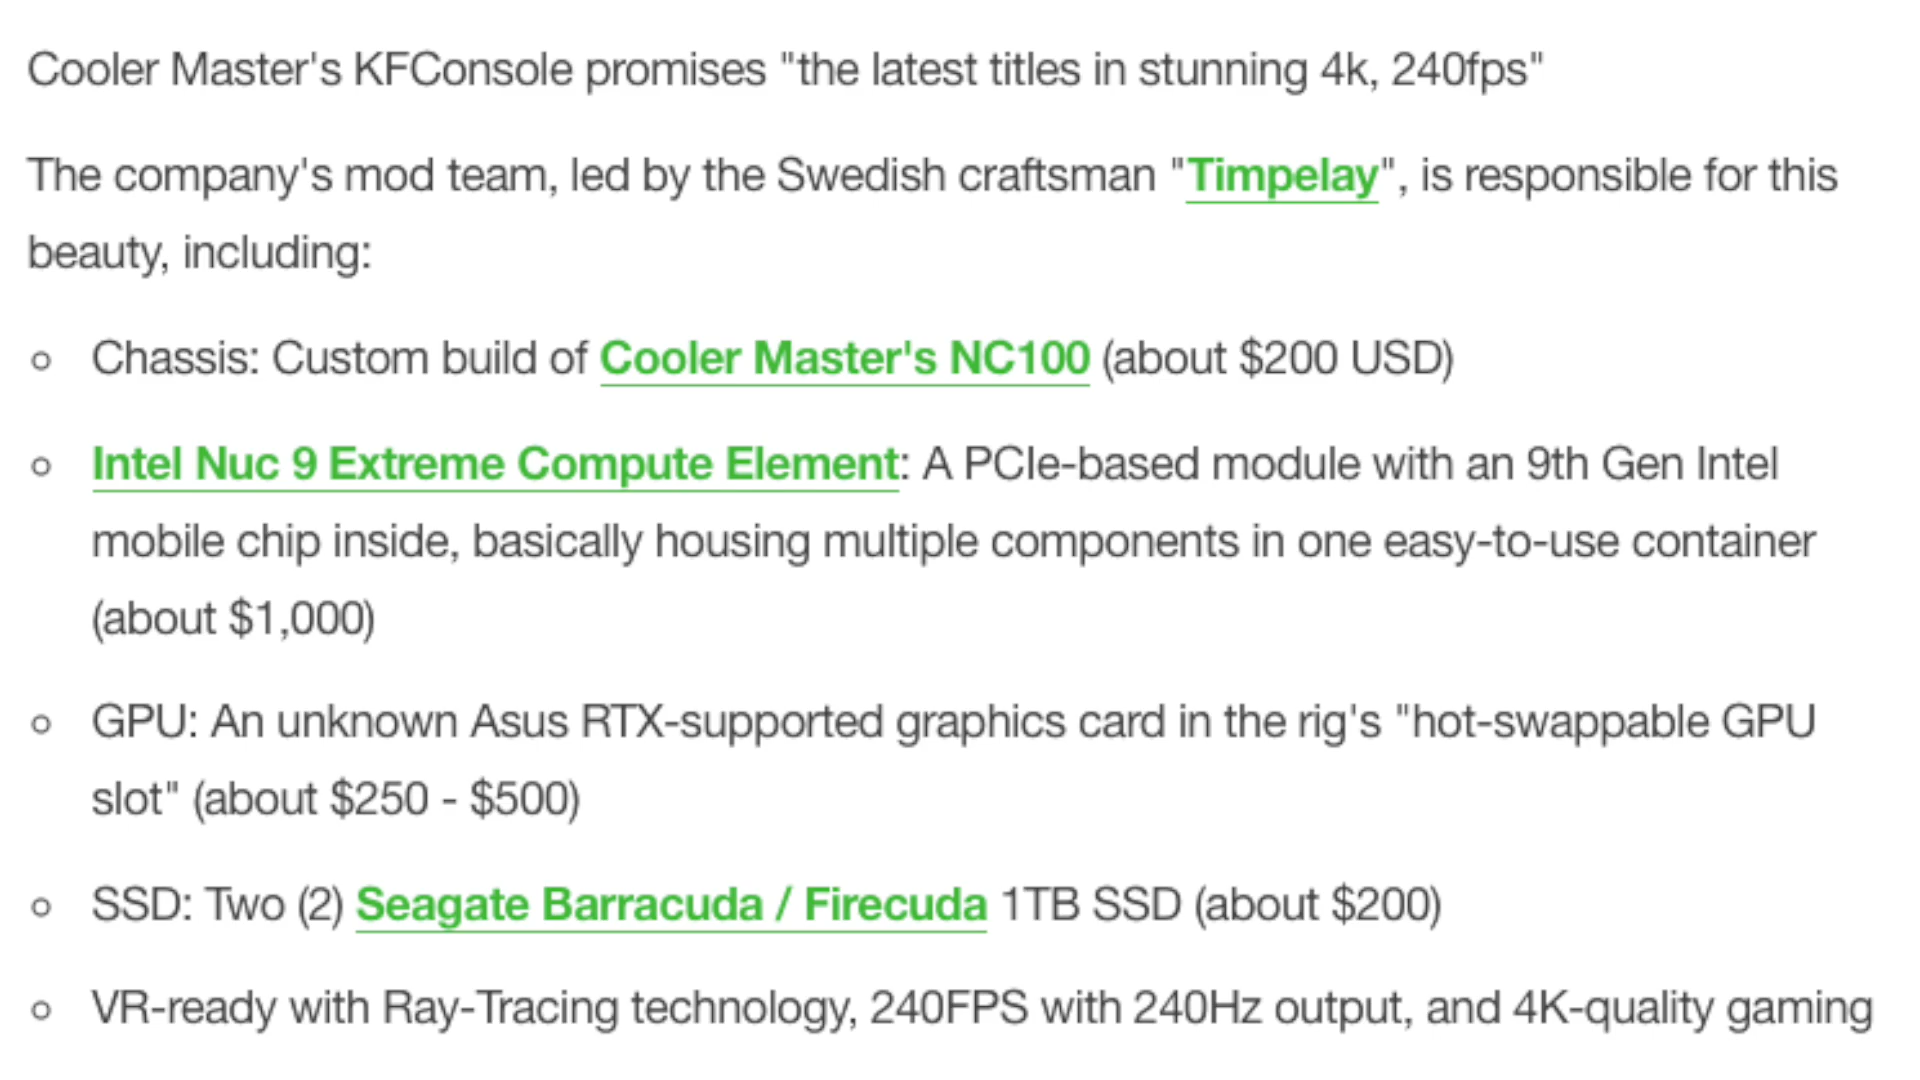 Cooler Master's KFConsole promises "the latest titles in stunning 4k, 240fps"
The company's mod team, led by the Swedish craftsman "Timpelay", is responsible for this
beauty, including:
Chassis: Custom build of Cooler Master's NC100 (about $200 USD)
Intel Nuc 9 Extreme Compute Element: A PCIe-based module with an 9th Gen Intel
mobile chip inside, basically housing multiple components in one easy-to-use container
(about $1,000)
GPU: An unknown Asus RTX-supported graphics card in the rig's "hot-swappable GPU
slot" (about $250 - $500)
SSD: Two (2) Seagate Barracuda / Firecuda 1TB SSD (about $200)
VR-ready with Ray-Tracing technology, 240FPS with 240Hz output, and 4K-quality gaming